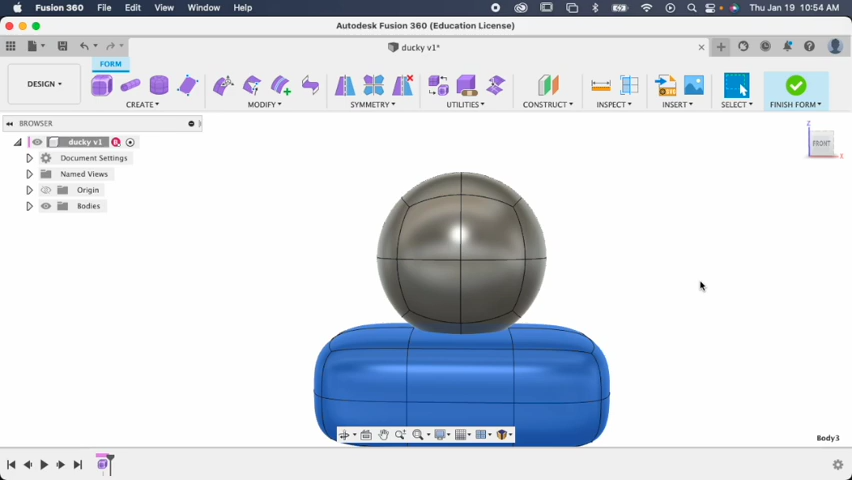 Fusion 360 File Edit View Window Help Thu Jan 19 10:54 AM
Autodesk Fusion 360 (Education License)
ducky v1*
FORM
DESIGN
CREATE MODIFY SYMMETRY UTILITIES CONSTRUCT INSPECT INSERT SELECT FINISH FORM
BROWSER
ducky v1
Document Settings
Named Views
Origin
Bodies
Z
FRONT
X
Body3